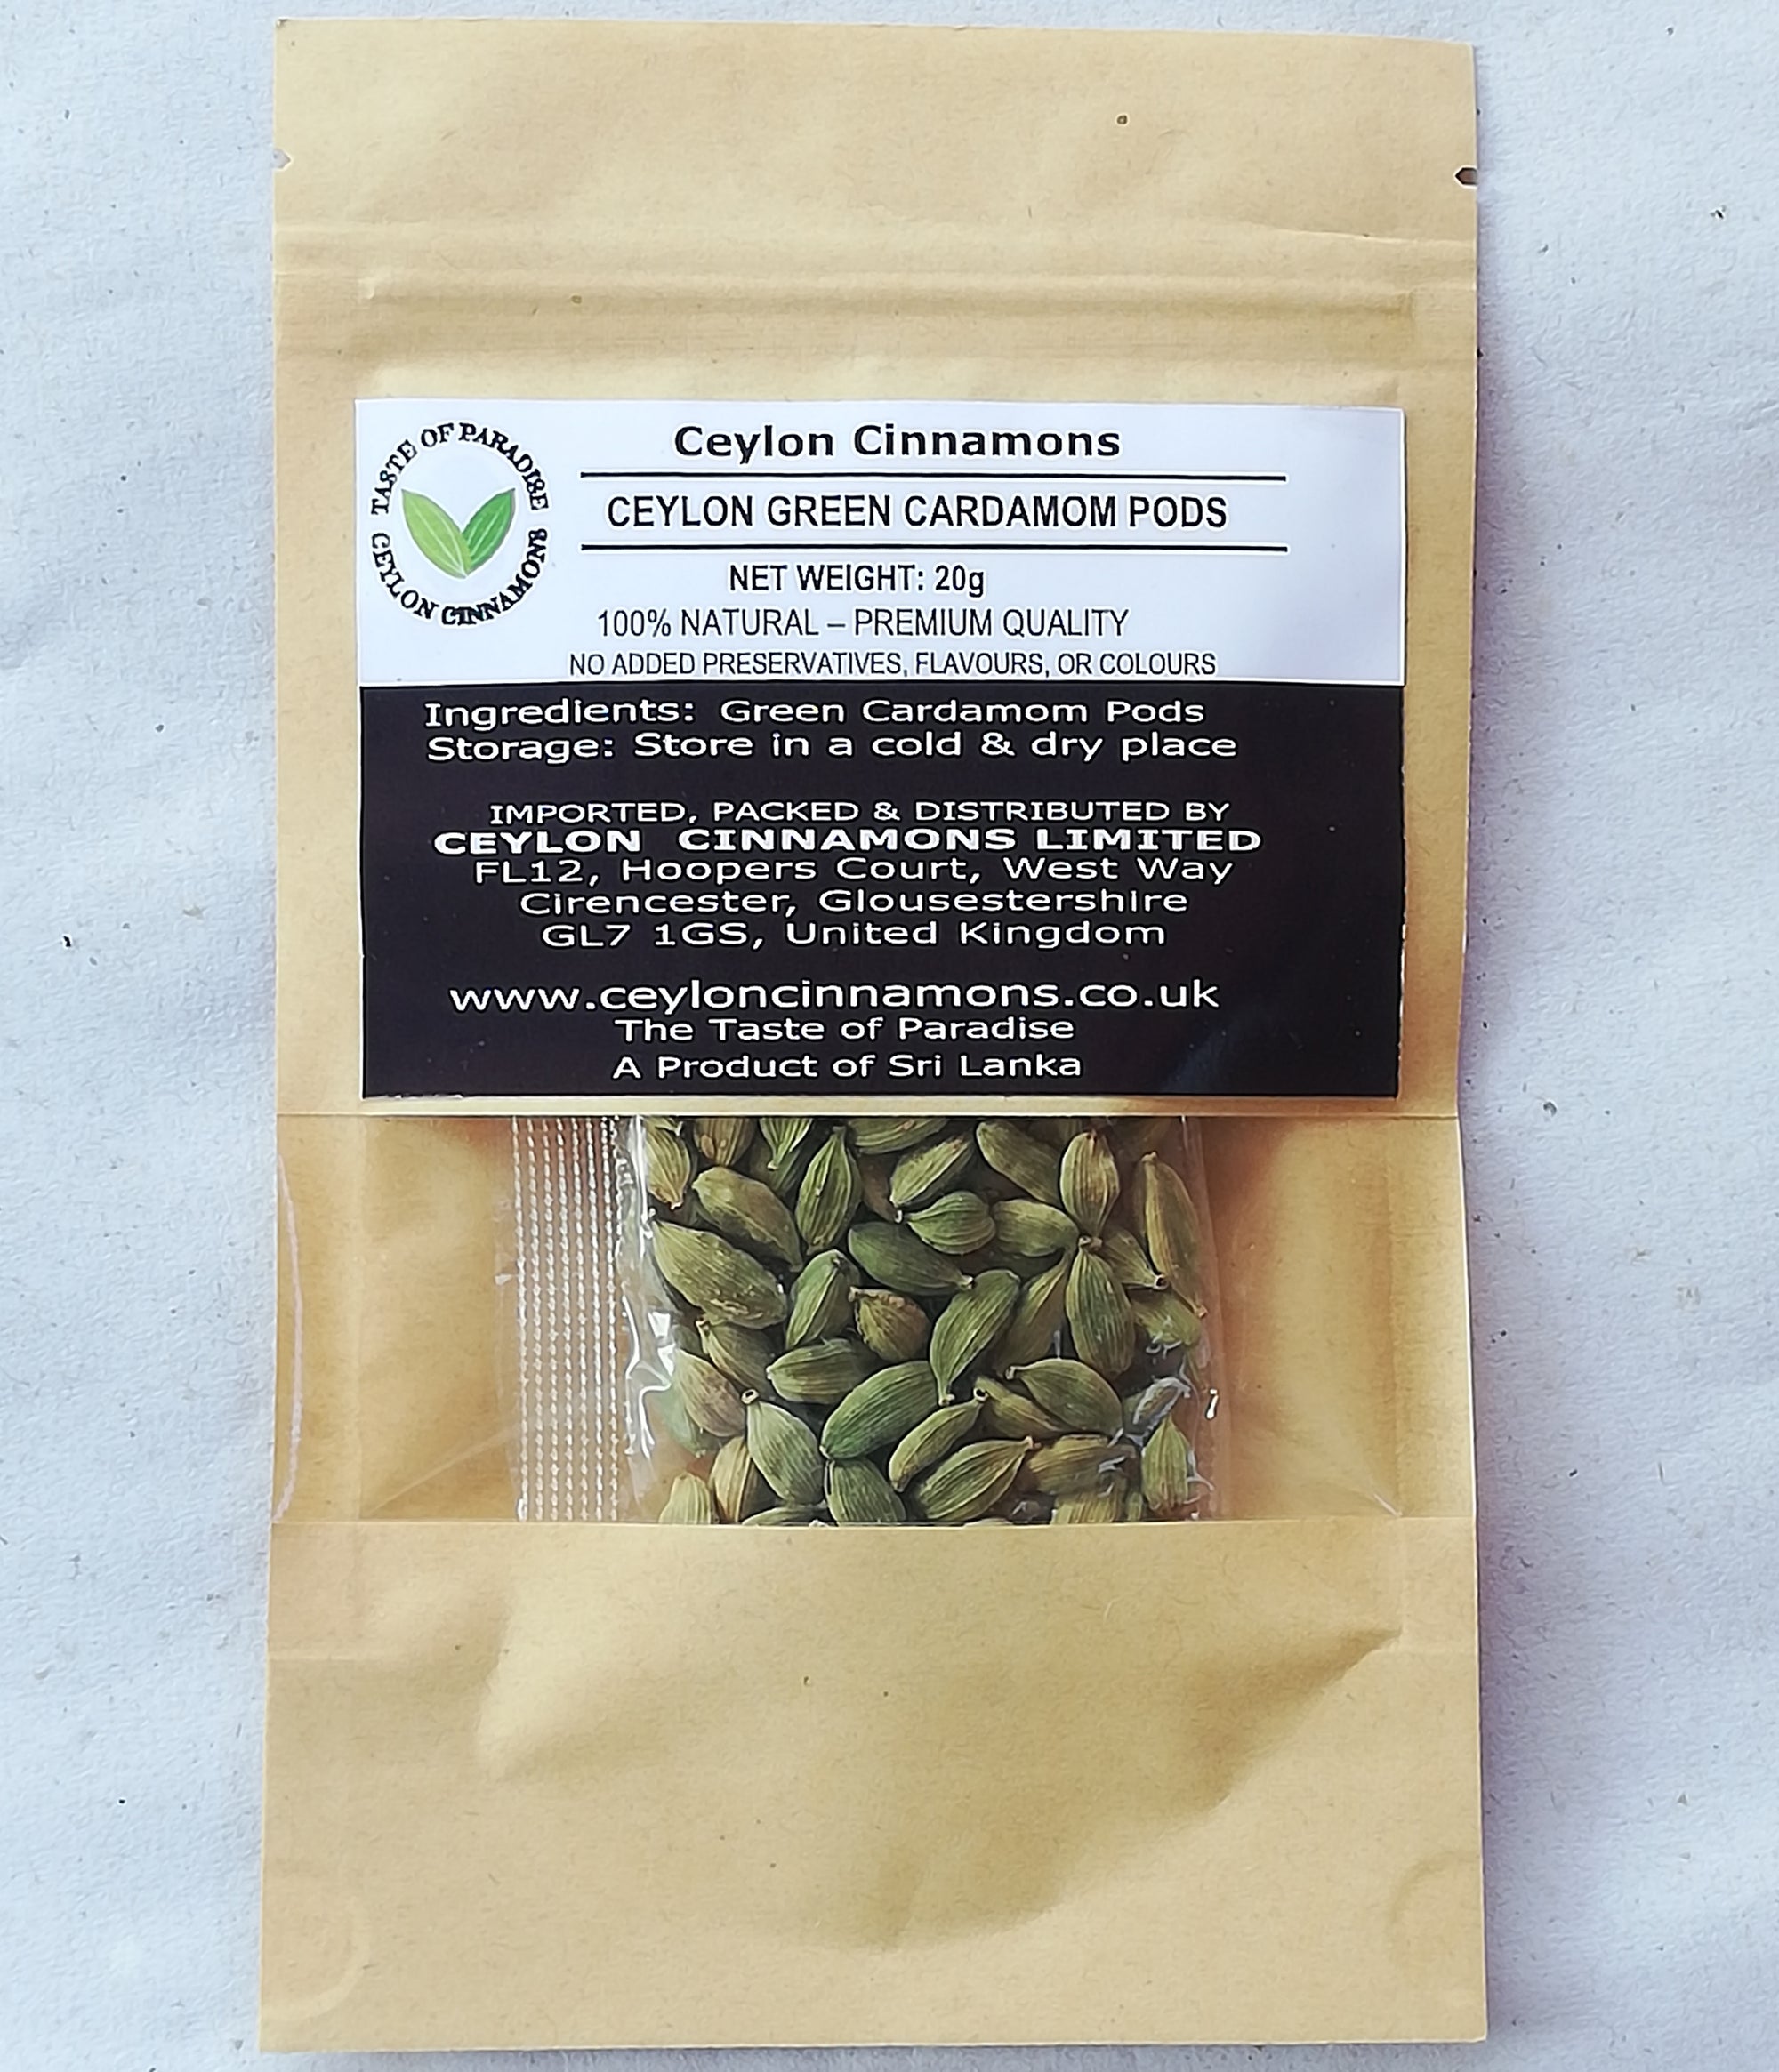 TASTE OF PARADISE
CEYLON CINNAMONS
Ceylon Cinnamons
CEYLON GREEN CARDAMOM PODS
NET WEIGHT: 20g
100% NATURAL – PREMIUM QUALITY
NO ADDED PRESERVATIVES, FLAVOURS, OR COLOURS
Ingredients: Green Cardamom Pods
Storage: Store in a cold & dry place
IMPORTED, PACKED & DISTRIBUTED BY
CEYLON CINNAMONS LIMITED
FL12, Hoopers Court, West Way
Cirencester, Glousestershire
GL7 1GS, United Kingdom
www.ceyloncinnamons.co.uk
The Taste of Paradise
A Product of Sri Lanka